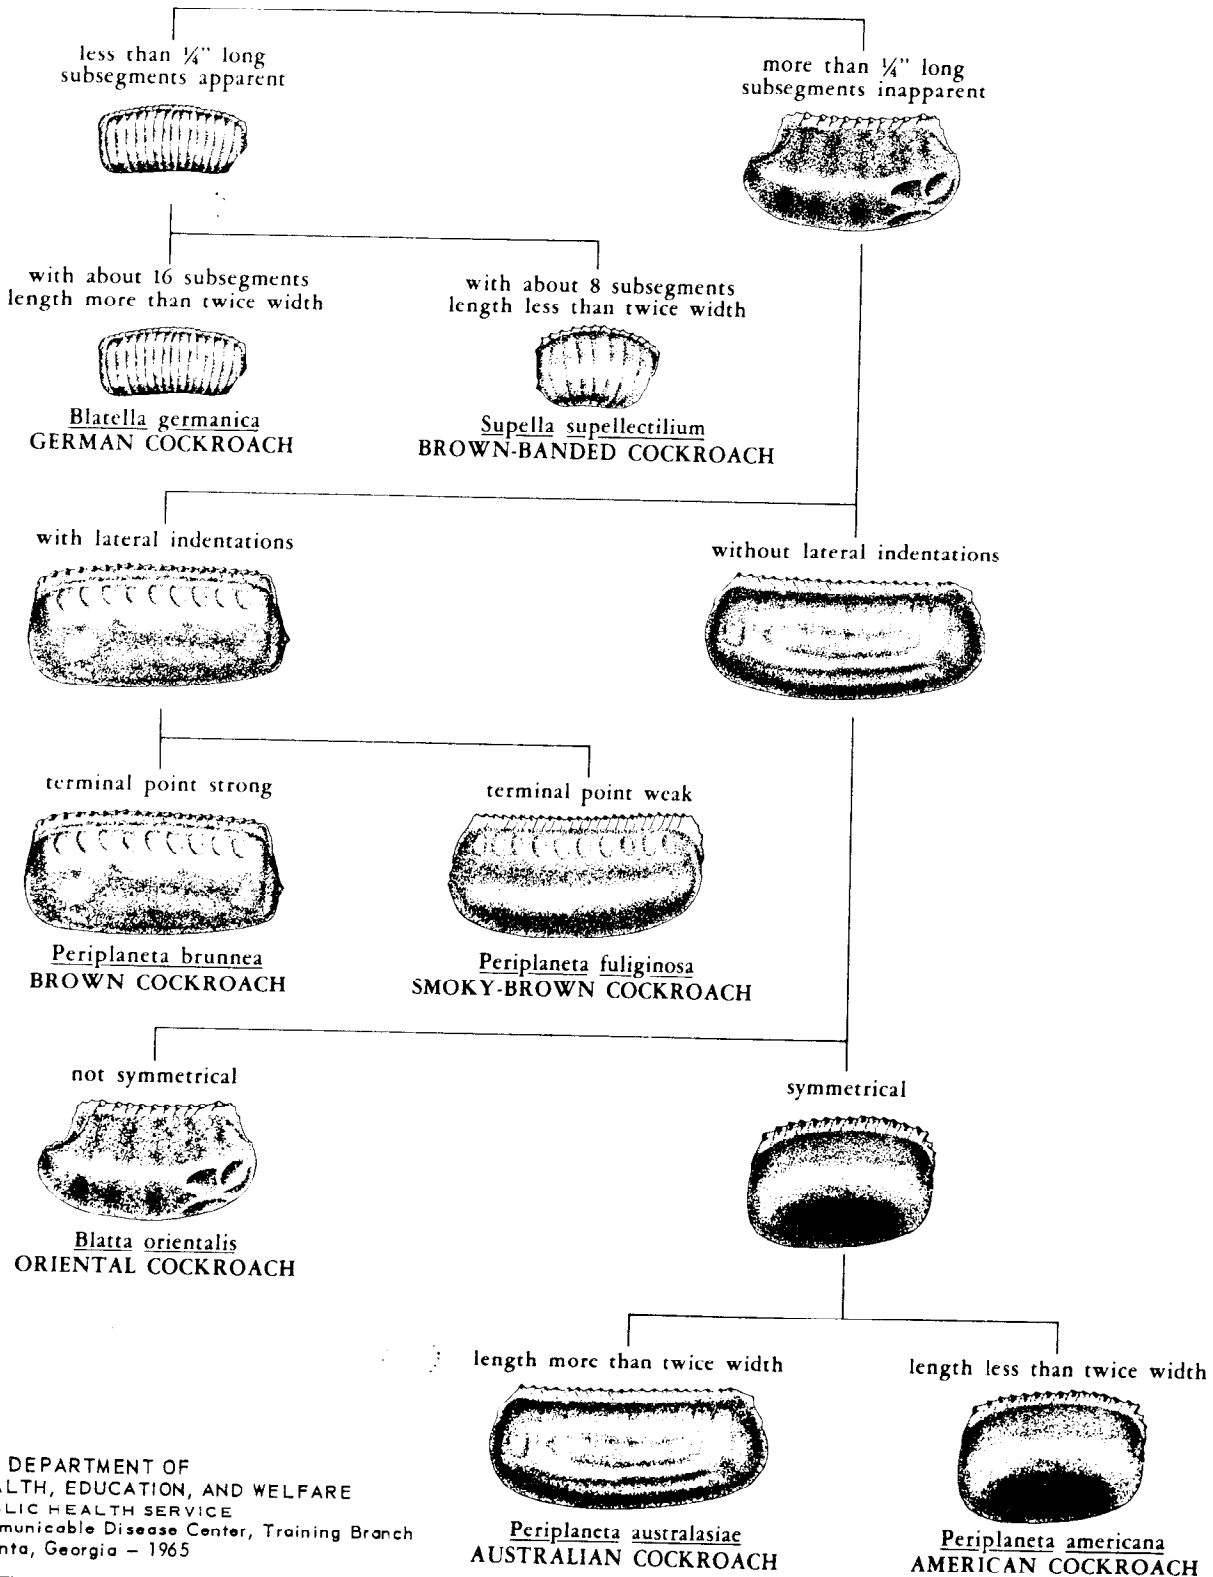 less than ¼" long
subsegments apparent
more than ¼" long
subsegments inapparent
with about 16 subsegments
length more than twice width
with about 8 subsegments
length less than twice width
Blatella germanica
GERMAN COCKROACH
Supella supellectilium
BROWN-BANDED COCKROACH
with lateral indentations
without lateral indentations
terminal point strong
terminal point weak
Periplaneta brunnea
BROWN COCKROACH
Periplaneta fuliginosa
SMOKY-BROWN COCKROACH
not symmetrical
symmetrical
Blatta orientalis
ORIENTAL COCKROACH
length more than twice width
length less than twice width
Periplaneta australasiae
AUSTRALIAN COCKROACH
Periplaneta americana
AMERICAN COCKROACH
DEPARTMENT OF
ALTH, EDUCATION, AND WELFARE
LIC HEALTH SERVICE
municable Disease Center, Training Branch
nta, Georgia – 1965